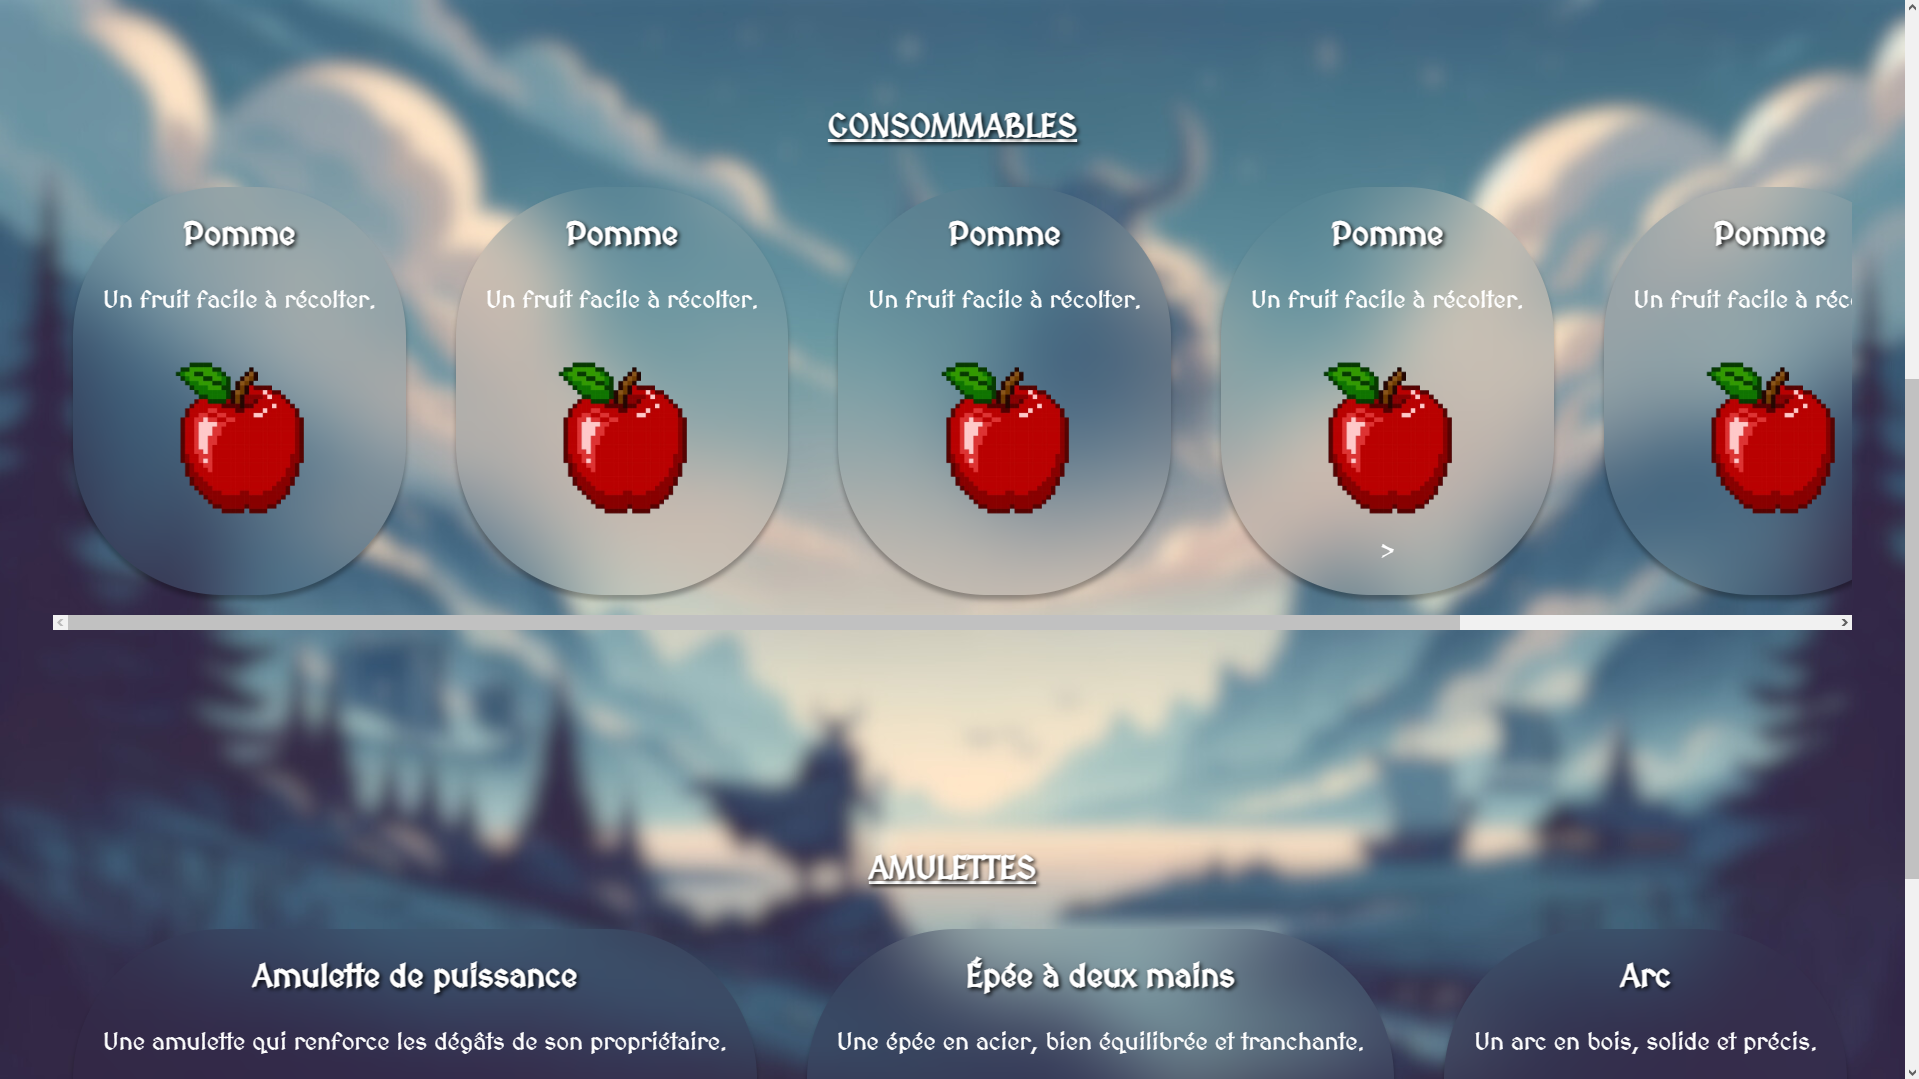 CONSOMMABLES
Pomme
Un fruit facile à récolter.
Pomme
Un fruit facile à récolter.
Pomme
Un fruit facile à récolter.
Pomme
Un fruit facile à récolter.
>
Pomme
Un fruit facile à réc
AMULETTES
Amulette de puissance
Une amulette qui renforce les dégâts de son propriétaire.
Épée à deux mains
Une épée en acier, bien équilibrée et tranchante.
Arc
Un arc en bois, solide et précis.